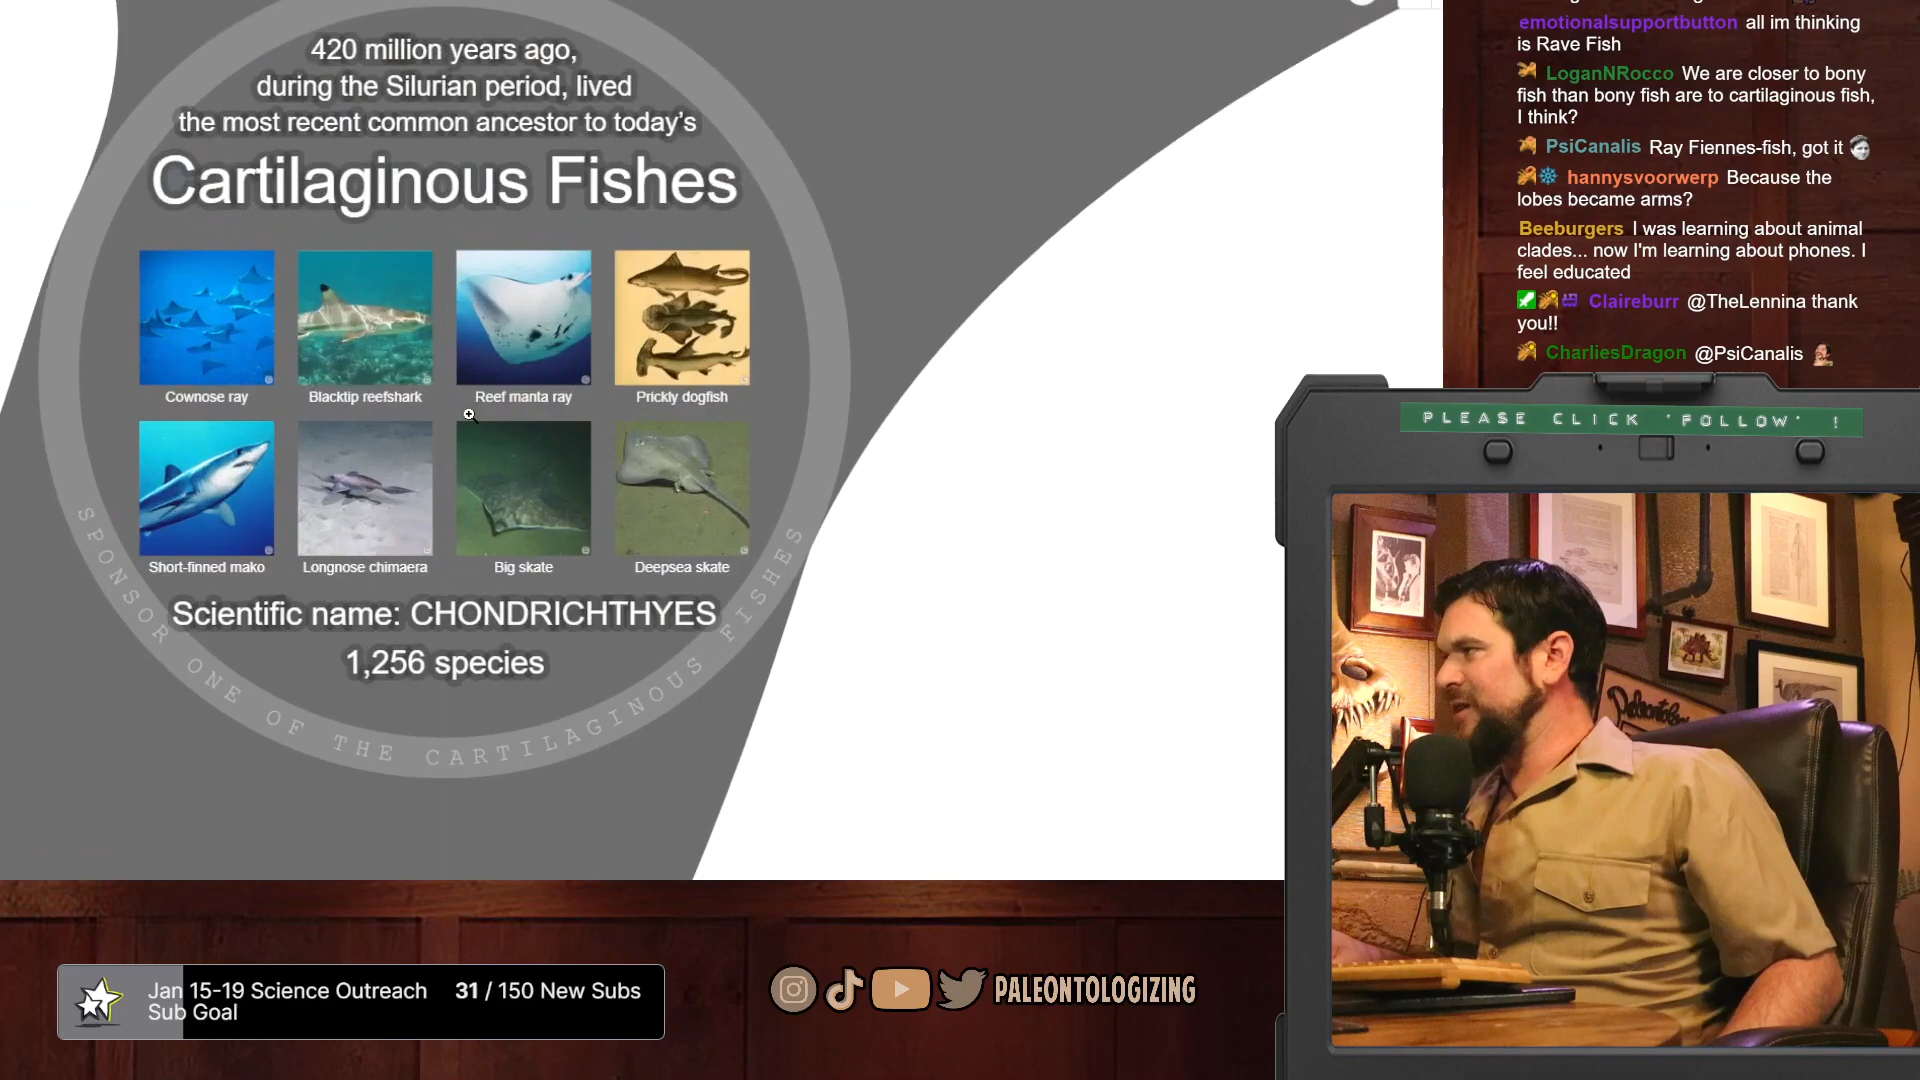 420 million years ago,
during the Silurian period, lived
the most recent common ancestor to today's
Cartilaginous Fishes
Cownose ray
Blacktip reefshark
Reef manta ray
Prickly dogfish
Short-finned mako
Longnose chimaera
Big skate
Deepsea skate
Scientific name: CHONDRICHTHYES
1,256 species
SPONSOR ONE OF THE CARTILAGINOUS FISHES
emotionalsupportbutton all im thinking
is Rave Fish
LoganNRocco We are closer to bony
fish than bony fish are to cartilaginous fish,
I think?
PsiCanalis Ray Fiennes-fish, got it
hannysvoorwerp Because the
lobes became arms?
Beeburgers I was learning about animal
clades... now I'm learning about phones. I
feel educated
Claireburr @TheLennina thank
you!!
CharliesDragon @PsiCanalis
PLEASE CLICK "FOLLOW" !
Jan 15-19 Science Outreach
Sub Goal
31 / 150 New Subs
PALEONTOLOGIZING